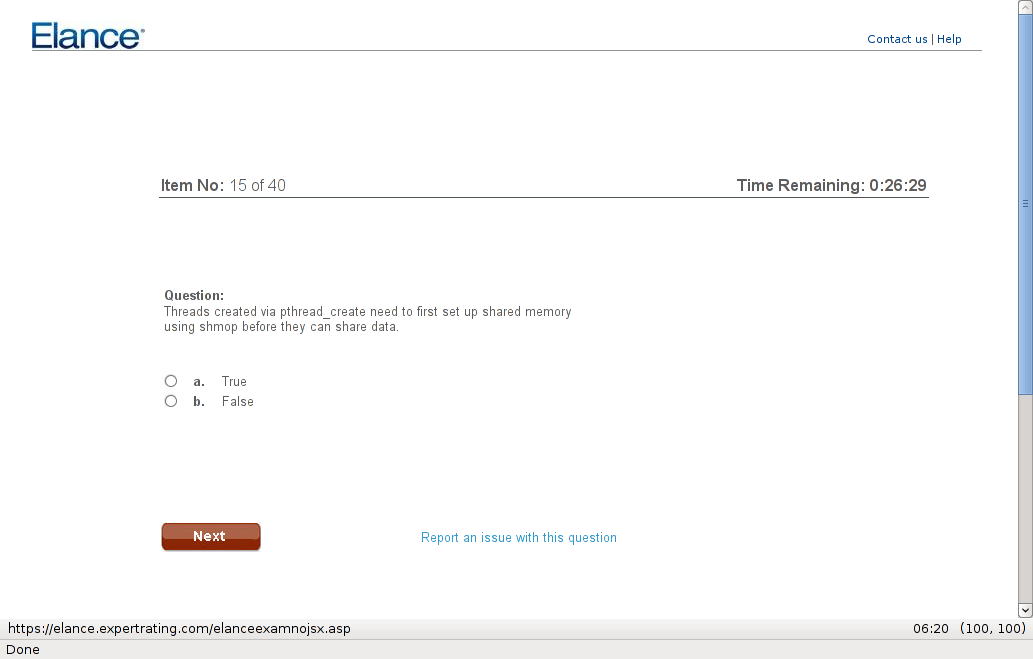 Elance®
Contact us | Help
Item No: 15 of 40
Time Remaining: 0:26:29
Question:
Threads created via pthread_create need to first set up shared memory
using shmop before they can share data.
a. True
b. False
Next
Report an issue with this question
https://elance.expertrating.com/elanceexamnojsx.asp
06:20 (100, 100)
Done